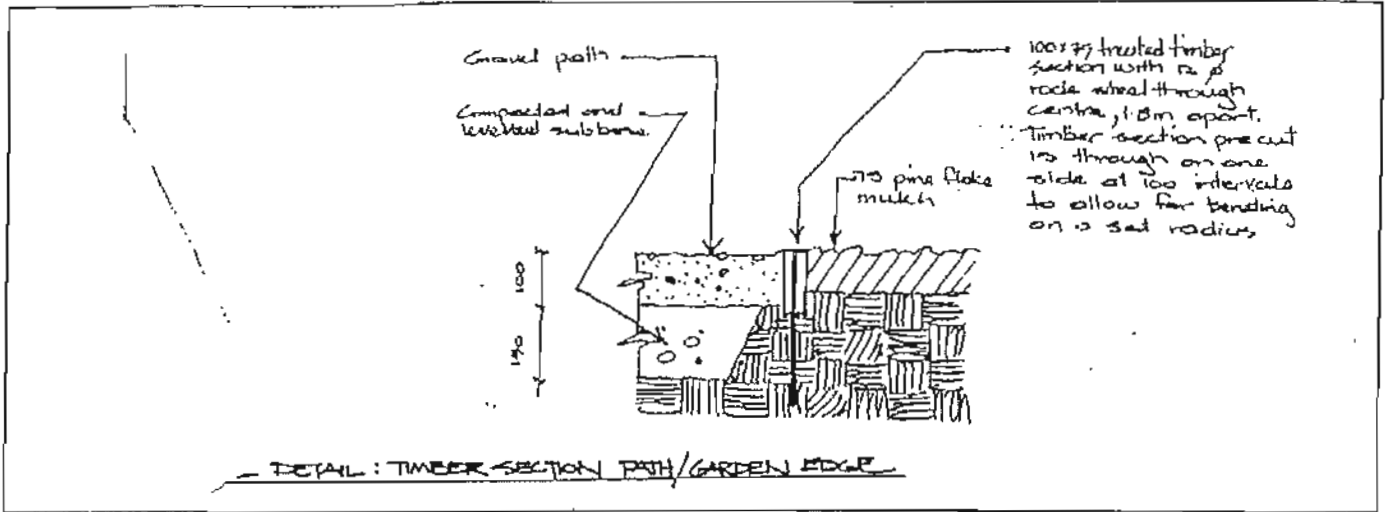 Gravel path
Compacted and
levelled subbase
100x75 treated timber
section with 12 ø
rods through
centre, 1.8m apart.
Timber section pre cut
through on one
side at 100 intervals
to allow for bending
on a set radius
75 pine flake
mulch
100
150
DETAIL: TIMBER SECTION PATH/GARDEN EDGE